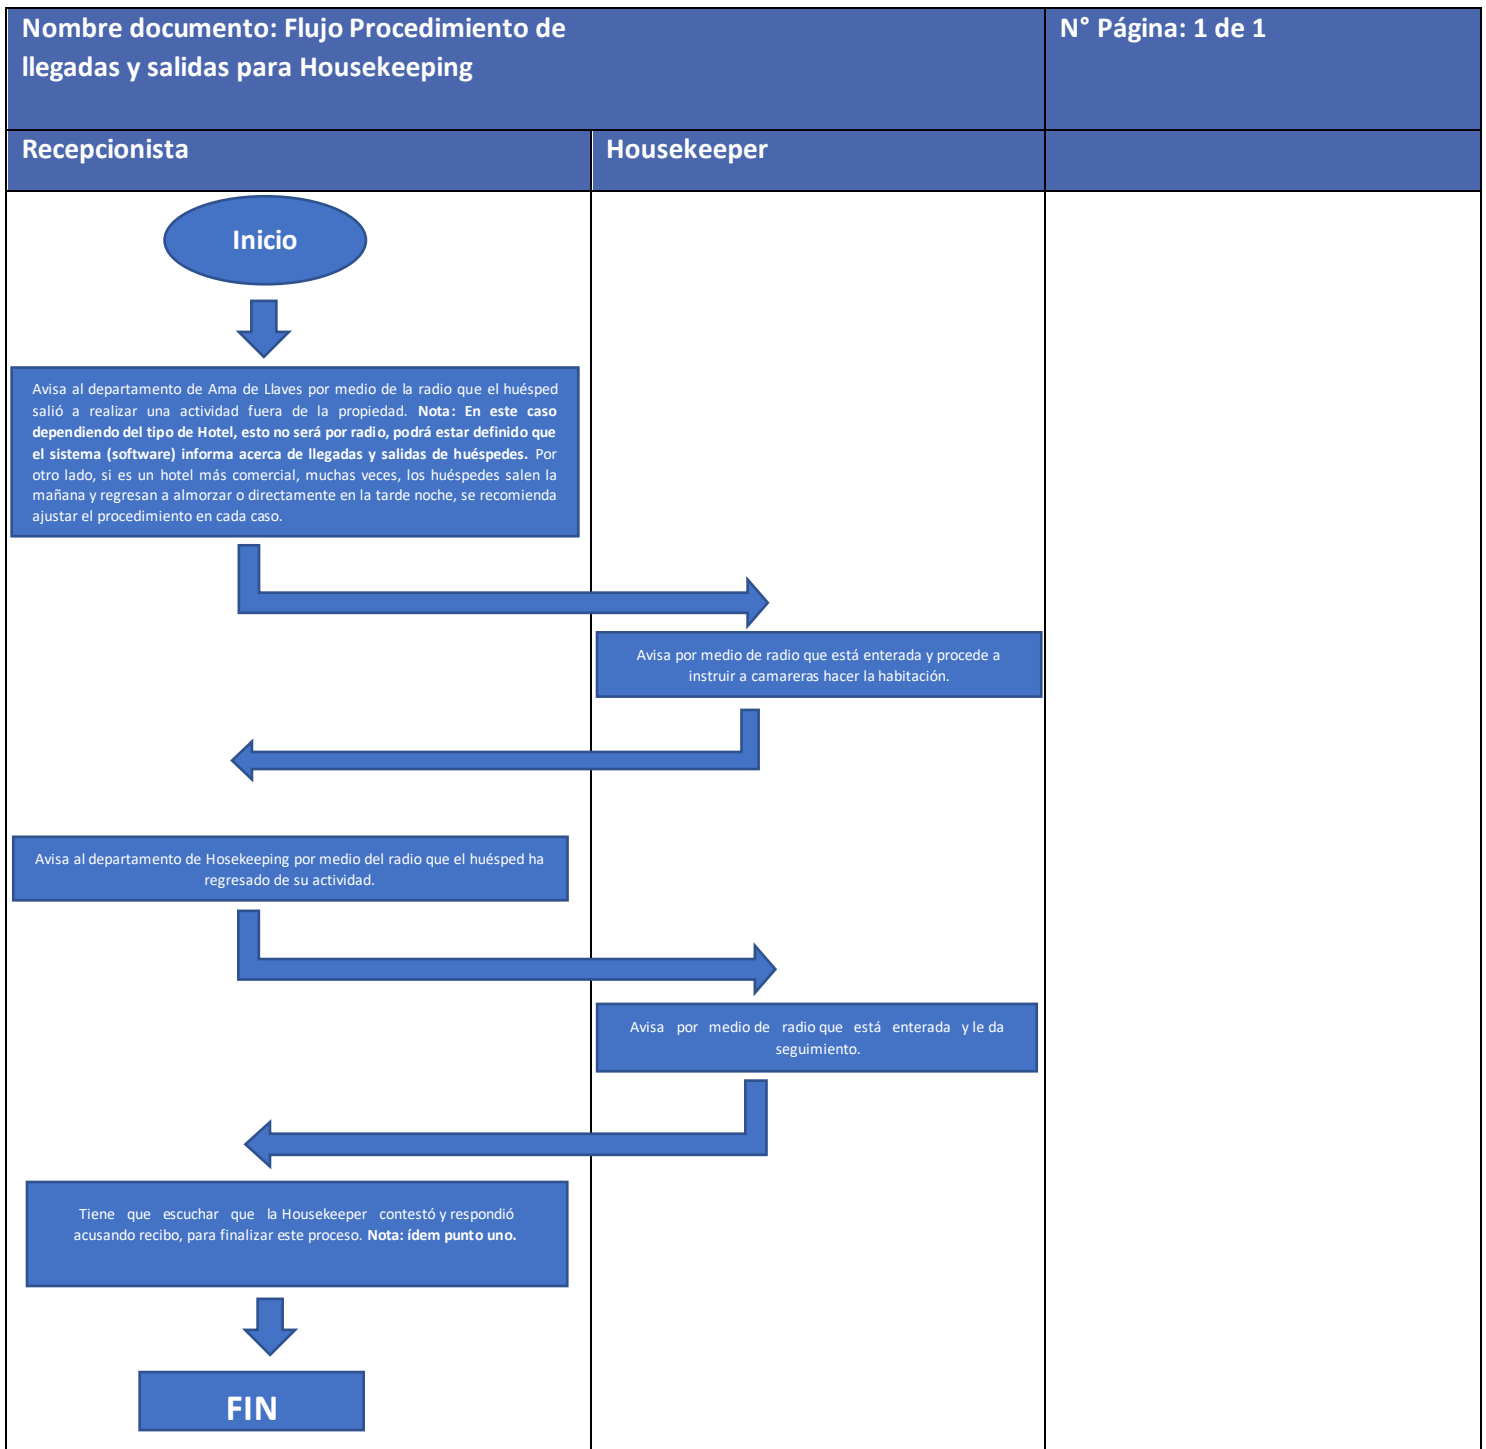 Nombre documento: Flujo Procedimiento de
llegadas y salidas para Housekeeping
N° Página: 1 de 1
Recepcionista
Housekeeper
Inicio
Avisa al departamento de Ama de Llaves por medio de la radio que el huésped
salió a realizar una actividad fuera de la propiedad. Nota: En este caso
dependiendo del tipo de Hotel, esto no será por radio, podrá estar definido que
el sistema (software) informa acerca de llegadas y salidas de huéspedes. Por
otro lado, si es un hotel más comercial, muchas veces, los huéspedes salen la
mañana y regresan a almorzar o directamente en la tarde noche, se recomienda
ajustar el procedimiento en cada caso.
Avisa por medio de radio que está enterada y procede a
instruir a camareras hacer la habitación.
Avisa al departamento de Hosekeeping por medio del radio que el huésped ha
regresado de su actividad.
Avisa por medio de radio que está enterada y le da
seguimiento.
Tiene que escuchar que la Housekeeper contestó y respondió
acusando recibo, para finalizar este proceso. Nota: ídem punto uno.
FIN